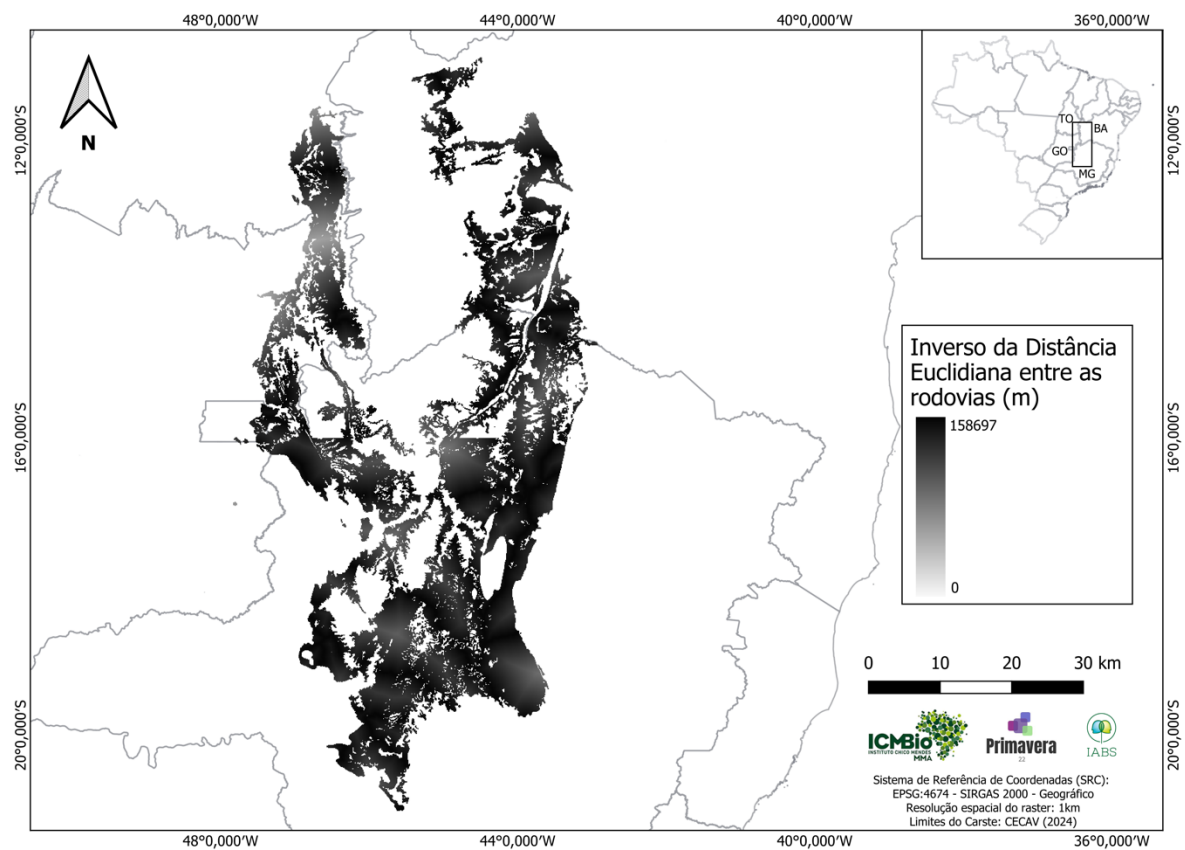 48°0,000'W 44°0,000'W 40°0,000'W 36°0,000'W
12°0,000'S
16°0,000'S
20°0,000'S
N
TO
BA
GO
MG
12°0,000'S
16°0,000'S
20°0,000'S
Inverso da Distância
Euclidiana entre as
rodovias (m)
158697
0
0 10 20 30 km
ICMBio
INSTITUTO CHICO MENDES
MMA
Primavera
22
IABS
Sistema de Referência de Coordenadas (SRC):
EPSG:4674 - SIRGAS 2000 - Geográfico
Resolução espacial do raster: 1km
Limites do Carste: CECAV (2024)
48°0,000'W 44°0,000'W 40°0,000'W 36°0,000'W